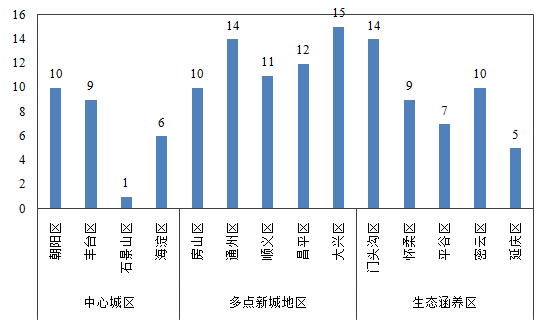 16
14
12
10
8
6
4
2
0
10
9
1
6
10
14
11
12
15
14
9
7
10
5
朝阳区
丰台区
石景山区
海淀区
房山区
通州区
顺义区
昌平区
大兴区
门头沟区
怀柔区
平谷区
密云区
延庆区
中心城区
多点新城地区
生态涵养区